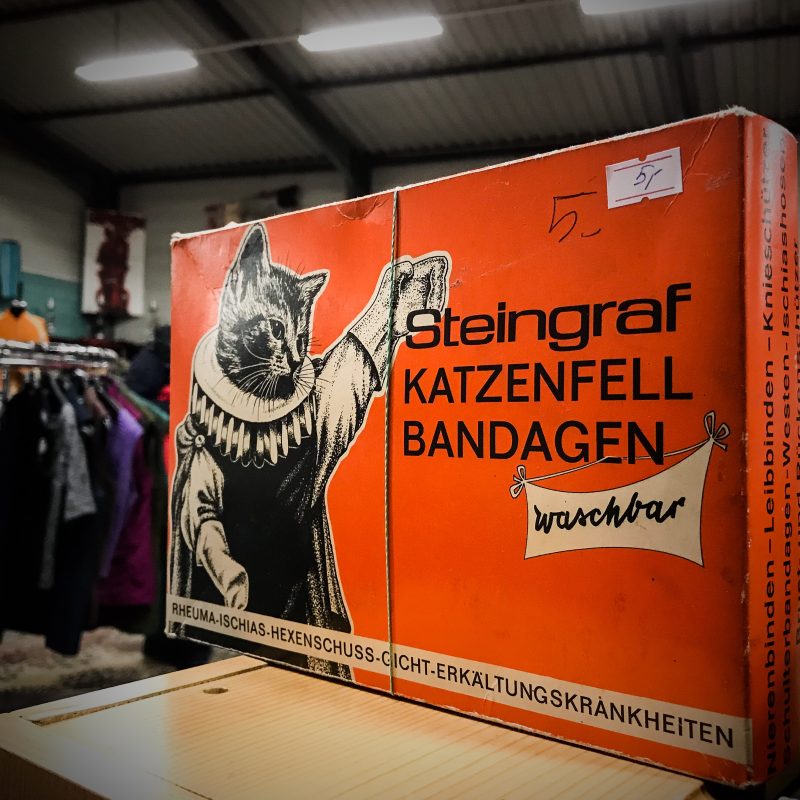 5,-
5.-
Steingraf
KATZENFELL
BANDAGEN
waschbar
RHEUMA-ISCHIAS-HEXENSCHUSS-GICHT-ERKÄLTUNGSKRANKHEITEN
Nierenbinden-Leibbinden-Knieschützer
Schulterbandagen-Westen-Ischiashosen